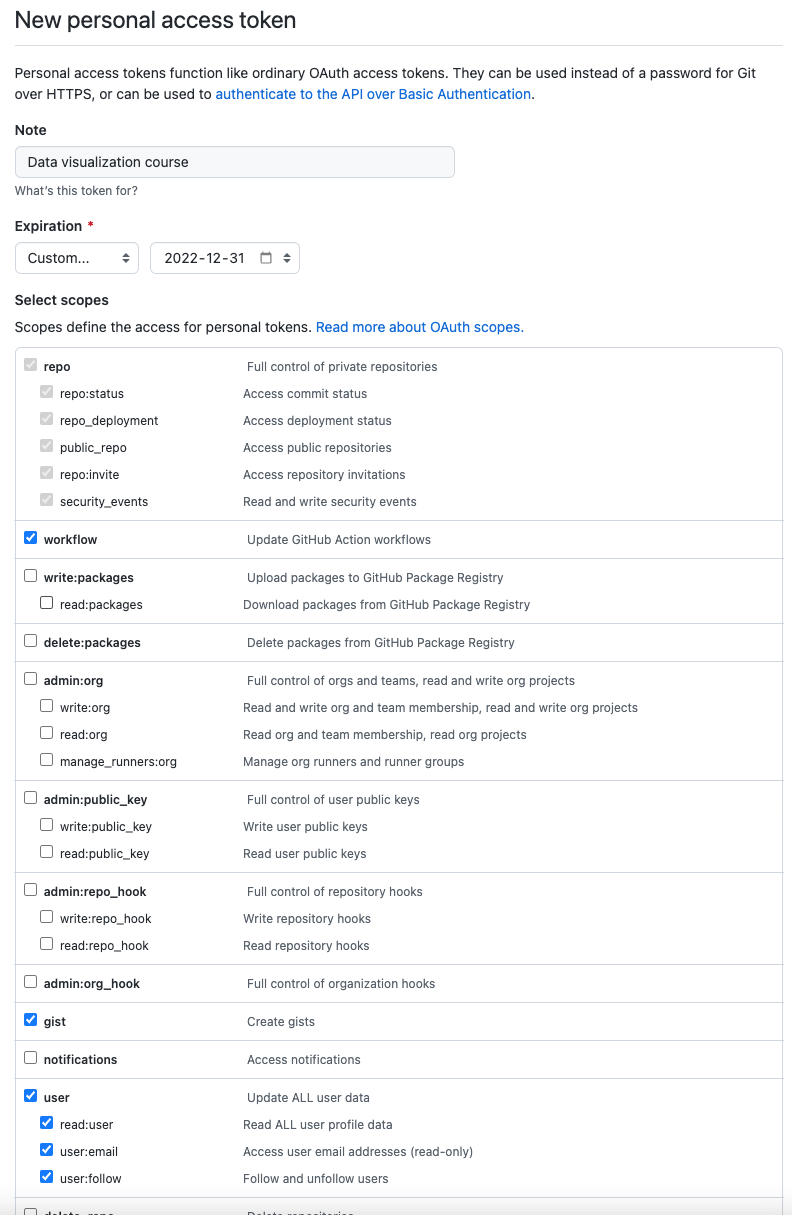 New personal access token
Personal access tokens function like ordinary OAuth access tokens. They can be used instead of a password for Git
over HTTPS, or can be used to authenticate to the API over Basic Authentication.
Note
Data visualization course
What's this token for?
Expiration *
Custom... 2022-12-31
Select scopes
Scopes define the access for personal tokens. Read more about OAuth scopes.
repo Full control of private repositories
repo:status Access commit status
repo_deployment Access deployment status
public_repo Access public repositories
repo:invite Access repository invitations
security_events Read and write security events
workflow Update GitHub Action workflows
write:packages Upload packages to GitHub Package Registry
read:packages Download packages from GitHub Package Registry
delete:packages Delete packages from GitHub Package Registry
admin:org Full control of orgs and teams, read and write org projects
write:org Read and write org and team membership, read and write org projects
read:org Read org and team membership, read org projects
manage_runners:org Manage org runners and runner groups
admin:public_key Full control of user public keys
write:public_key Write user public keys
read:public_key Read user public keys
admin:repo_hook Full control of repository hooks
write:repo_hook Write repository hooks
read:repo_hook Read repository hooks
admin:org_hook Full control of organization hooks
gist Create gists
notifications Access notifications
user Update ALL user data
read:user Read ALL user profile data
user:email Access user email addresses (read-only)
user:follow Follow and unfollow users
delete_repo Delete repositories